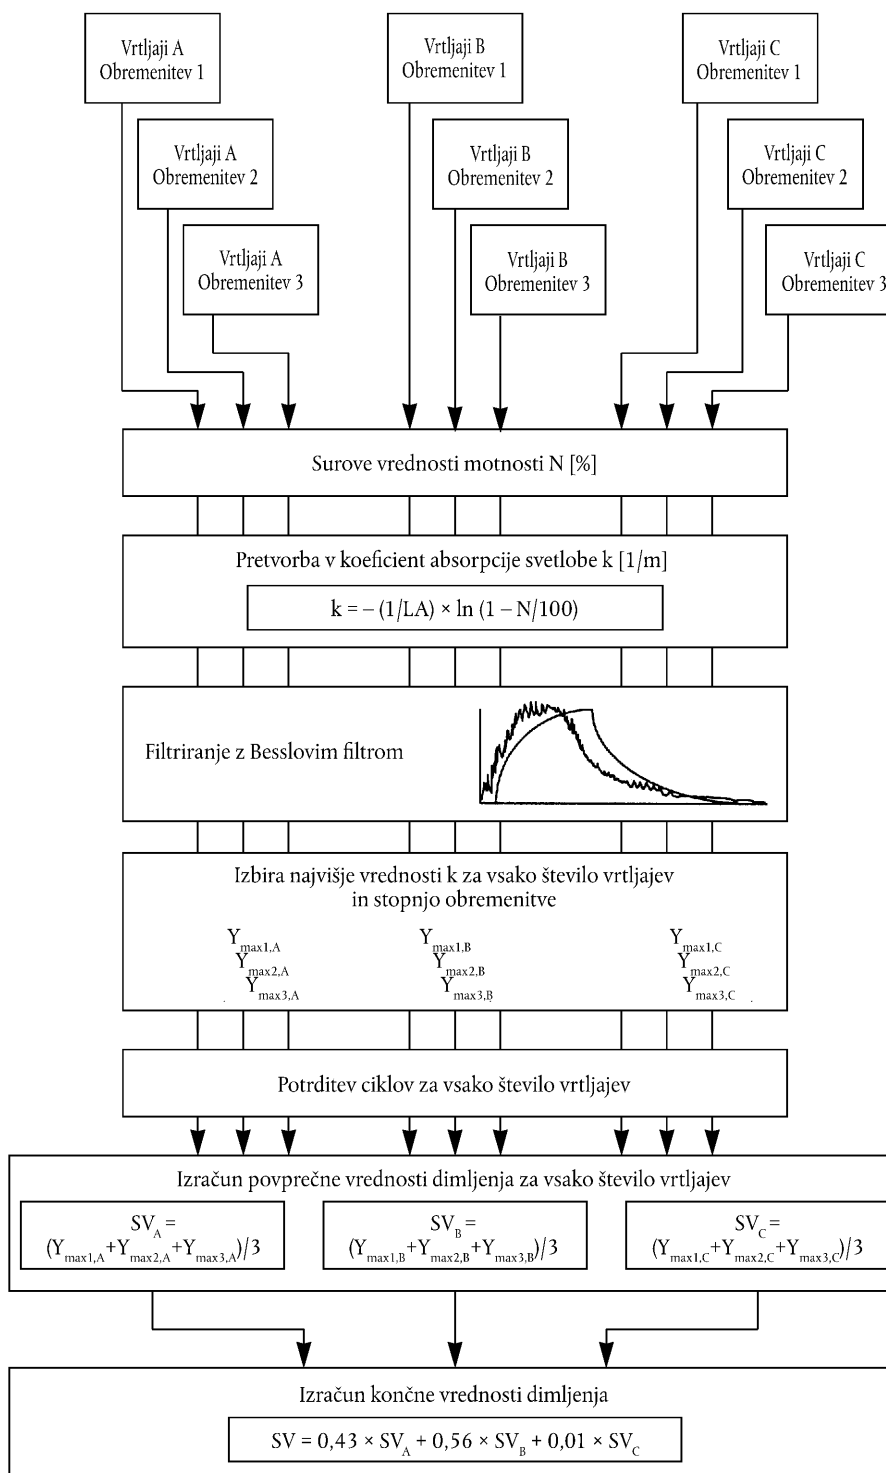 Vrtljaji A
Obremenitev 1
Vrtljaji B
Obremenitev 1
Vrtljaji C
Obremenitev 1
Vrtljaji A
Obremenitev 2
Vrtljaji B
Obremenitev 2
Vrtljaji C
Obremenitev 2
Vrtljaji A
Obremenitev 3
Vrtljaji B
Obremenitev 3
Vrtljaji C
Obremenitev 3
Surove vrednosti motnosti N [%]
Pretvorba v koeficient absorpcije svetlobe k [1/m]
k = – (1/LA) × ln (1 – N/100)
Filtriranje z Besslovim filtrom
Izbira najvišje vrednosti k za vsako število vrtljajev
in stopnjo obremenitve
Ymax1,A Ymax1,B Ymax1,C
Ymax2,A Ymax2,B Ymax2,C
Ymax3,A Ymax3,B Ymax3,C
Potrditev ciklov za vsako število vrtljajev
Izračun povprečne vrednosti dimljenja za vsako število vrtljajev
SVA =
(Ymax1,A+Ymax2,A+Ymax3,A)/3
SVB =
(Ymax1,B+Ymax2,B+Ymax3,B)/3
SVC =
(Ymax1,C+Ymax2,C+Ymax3,C)/3
Izračun končne vrednosti dimljenja
SV = 0,43 × SVA + 0,56 × SVB + 0,01 × SVC